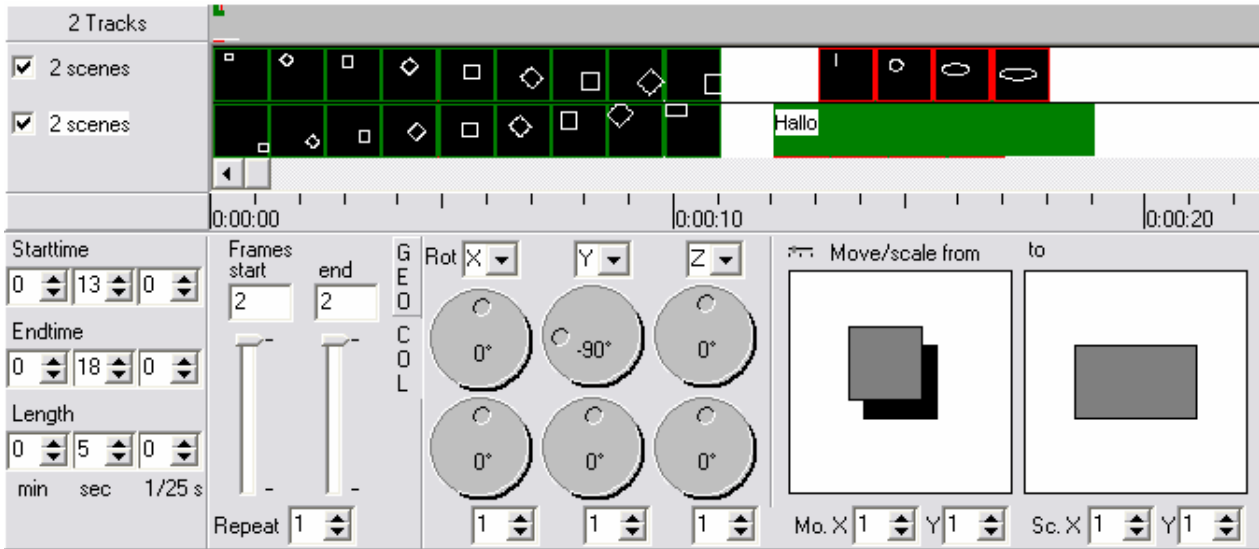 2 Tracks
2 scenes
2 scenes
Hallo
0:00:00 0:00:10 0:00:20
Starttime
0 13 0
Endtime
0 18 0
Length
0 5 0
min sec 1/25 s
Frames
start end
2 2
Repeat 1
GEO
COL
Rot X Y Z
0° -90° 0°
0° 0° 0°
1 1 1
Move/scale from to
Mo. X 1 Y 1 Sc. X 1 Y 1